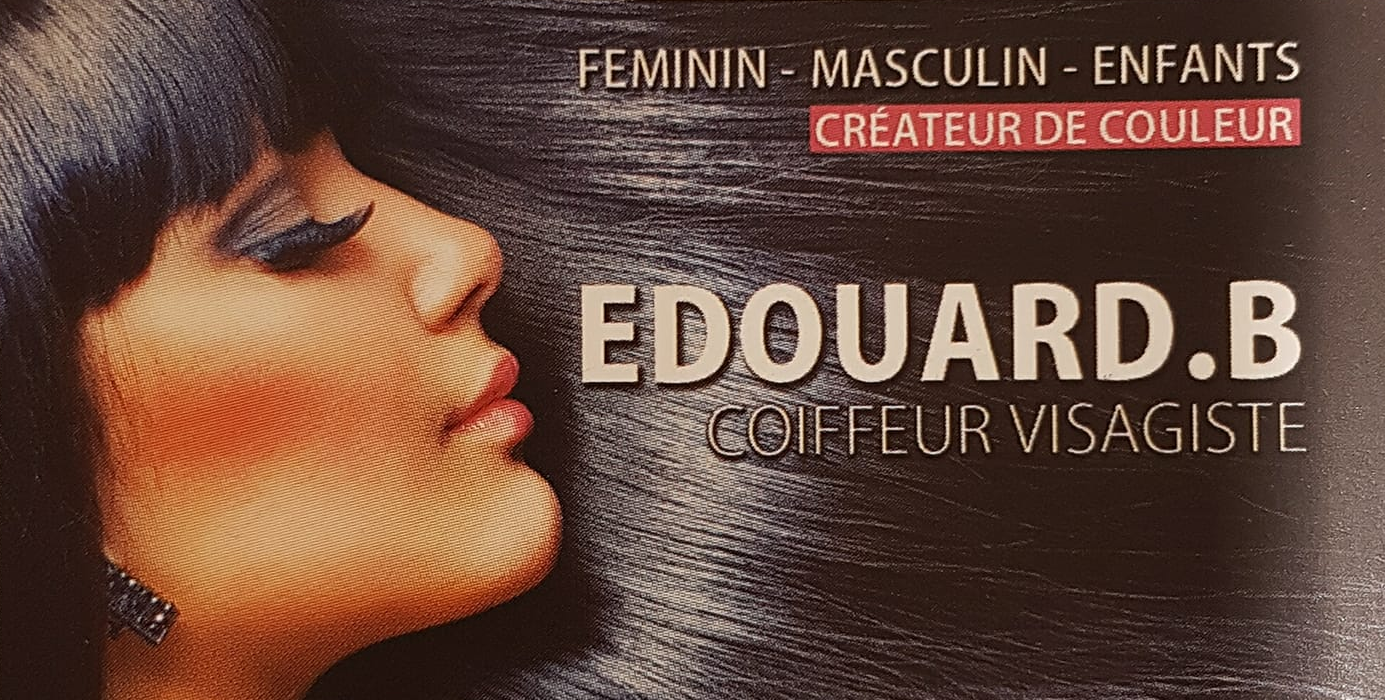 FEMININ - MASCULIN - ENFANTS
CRÉATEUR DE COULEUR
EDOUARD.B
COIFFEUR VISAGISTE